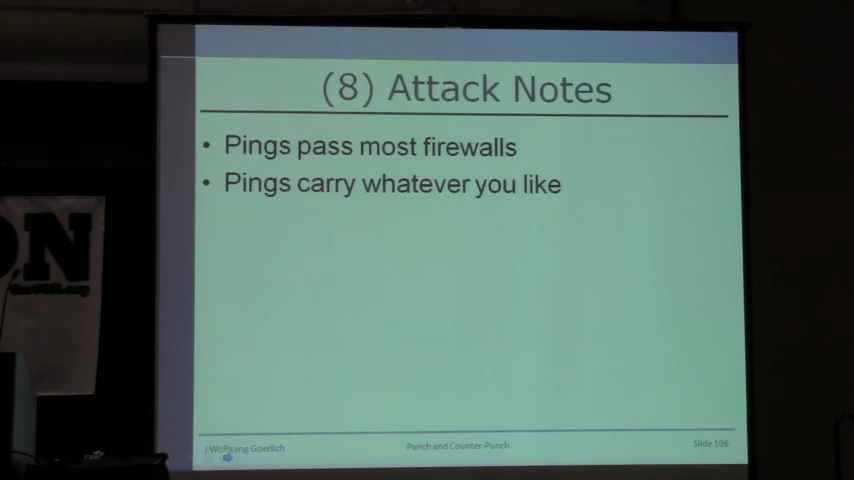 (8) Attack Notes
• Pings pass most firewalls
• Pings carry whatever you like
ON
J Wolfgang Goerlich
Punch and Counter-Punch
Slide 106